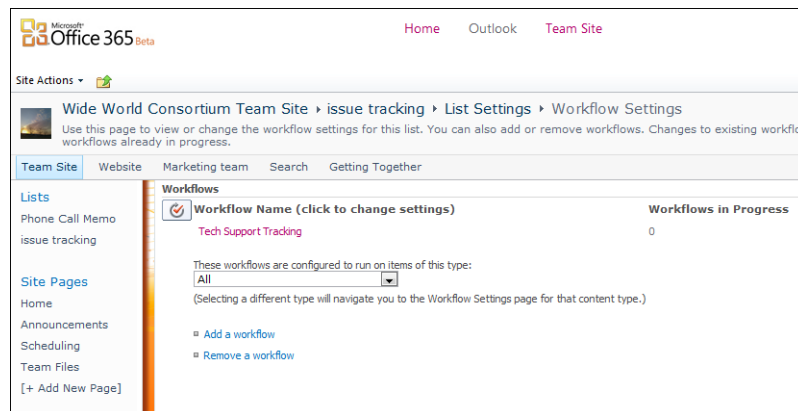 Microsoft®
Office 365 Beta
Home Outlook Team Site
Site Actions
Wide World Consortium Team Site ▸ issue tracking ▸ List Settings ▸ Workflow Settings
Use this page to view or change the workflow settings for this list. You can also add or remove workflows. Changes to existing workflo
workflows already in progress.
Team Site Website Marketing team Search Getting Together
Lists
Phone Call Memo
issue tracking
Site Pages
Home
Announcements
Scheduling
Team Files
[+ Add New Page]
Workflows
Workflow Name (click to change settings) Workflows in Progress
Tech Support Tracking 0
These workflows are configured to run on items of this type:
All
(Selecting a different type will navigate you to the Workflow Settings page for that content type.)
Add a workflow
Remove a workflow